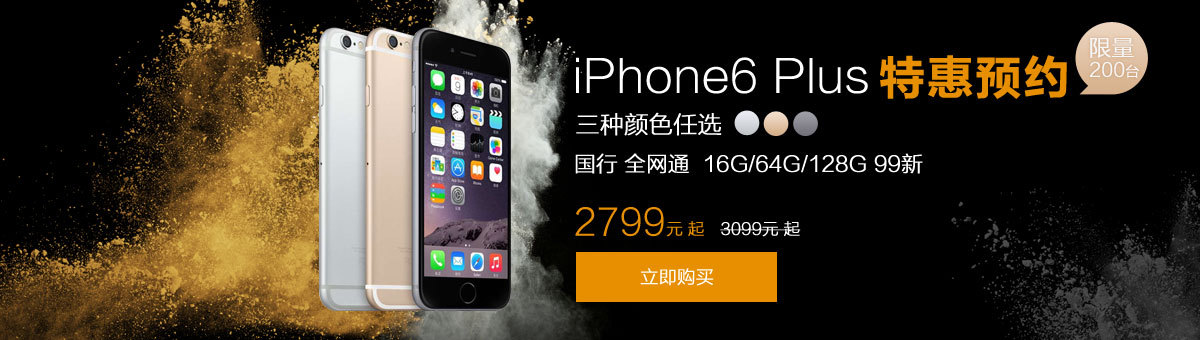 iPhone6 Plus 特惠预约
限量
200台
三种颜色任选
国行 全网通 16G/64G/128G 99新
2799元 起 3099元 起
立即购买